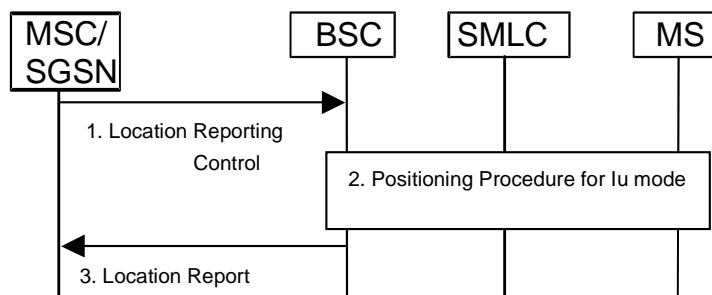 MSC/
SGSN
BSC
SMLC
MS
1. Location Reporting
Control
2. Positioning Procedure for Iu mode
3. Location Report